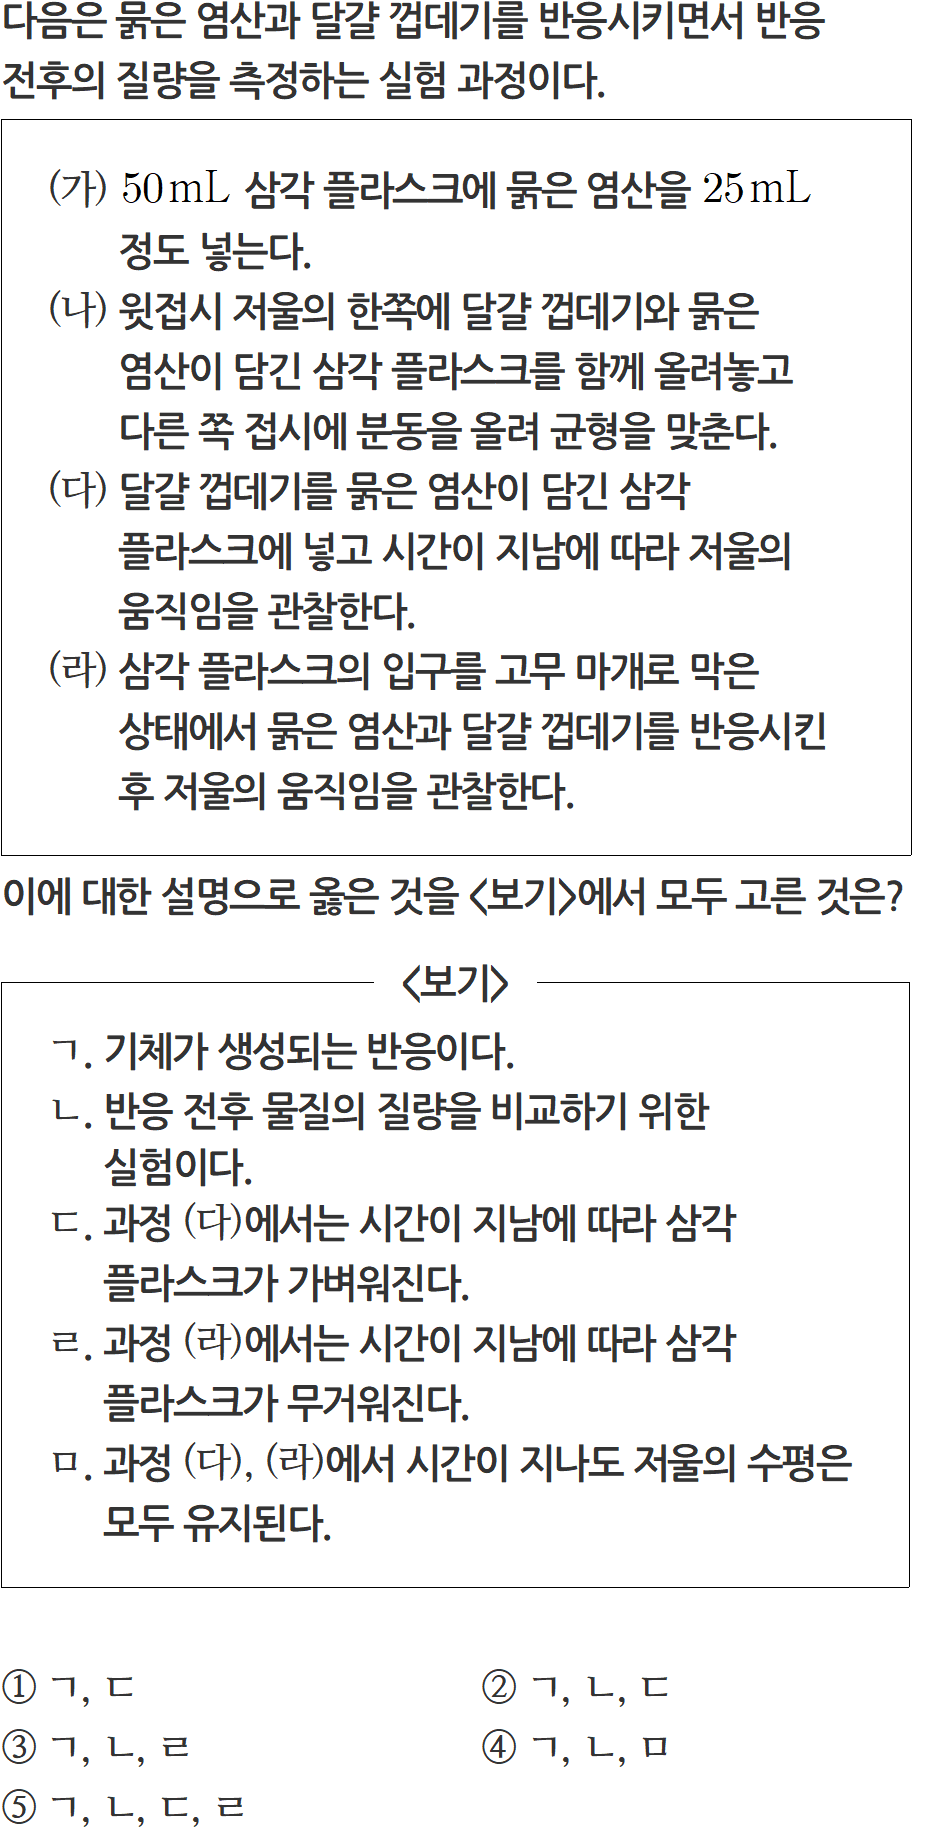 다음은 묽은 염산과 달걀 껍데기를 반응시키면서 반응
전후의 질량을 측정하는 실험 과정이다.
(가) 50 mL 삼각 플라스크에 묽은 염산을 25 mL
정도 넣는다.
(나) 윗접시 저울의 한쪽에 달걀 껍데기와 묽은
염산이 담긴 삼각 플라스크를 함께 올려놓고
다른 쪽 접시에 분동을 올려 균형을 맞춘다.
(다) 달걀 껍데기를 묽은 염산이 담긴 삼각
플라스크에 넣고 시간이 지남에 따라 저울의
움직임을 관찰한다.
(라) 삼각 플라스크의 입구를 고무 마개로 막은
상태에서 묽은 염산과 달걀 껍데기를 반응시킨
후 저울의 움직임을 관찰한다.
이에 대한 설명으로 옳은 것을 <보기>에서 모두 고른 것은?
<보기>
ㄱ. 기체가 생성되는 반응이다.
ㄴ. 반응 전후 물질의 질량을 비교하기 위한
실험이다.
ㄷ. 과정 (다)에서는 시간이 지남에 따라 삼각
플라스크가 가벼워진다.
ㄹ. 과정 (라)에서는 시간이 지남에 따라 삼각
플라스크가 무거워진다.
ㅁ. 과정 (다), (라)에서 시간이 지나도 저울의 수평은
모두 유지된다.
① ㄱ, ㄷ ② ㄱ, ㄴ, ㄷ
③ ㄱ, ㄴ, ㄹ ④ ㄱ, ㄴ, ㅁ
⑤ ㄱ, ㄴ, ㄷ, ㄹ